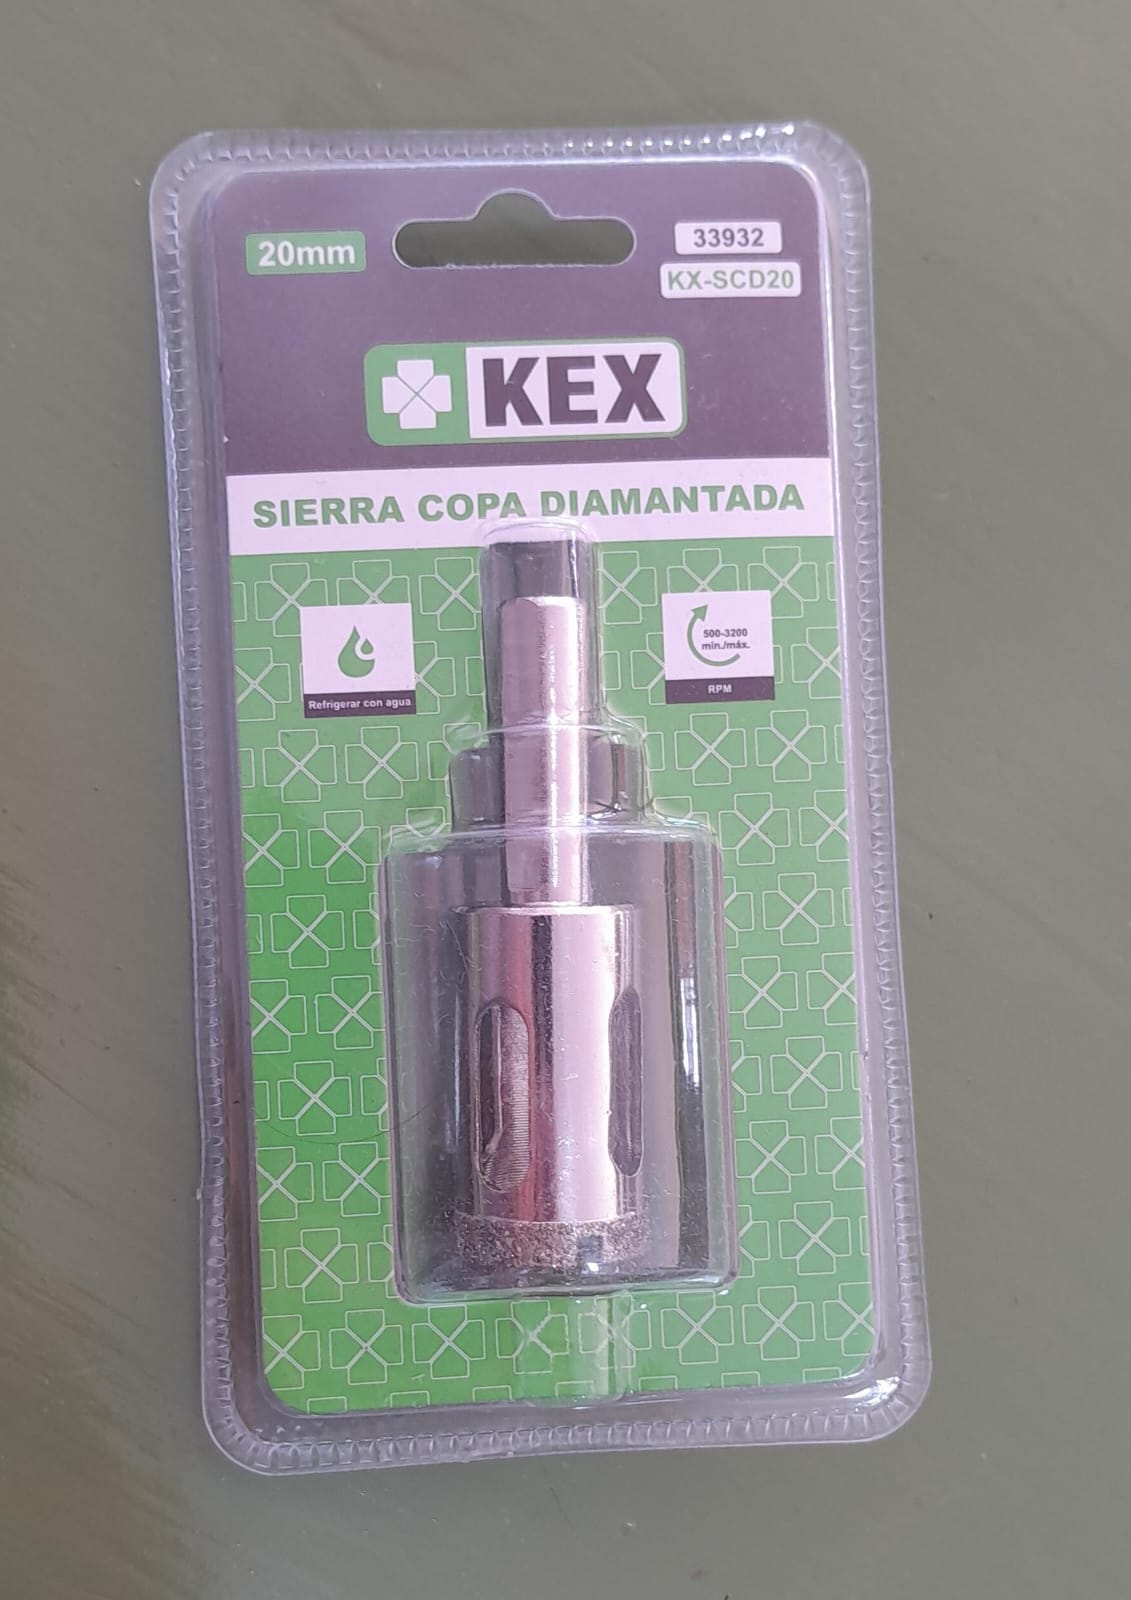 20mm
33932
KX-SCD20
KEX
SIERRA COPA DIAMANTADA
Refrigerar con agua
500-3200
min./máx.
RPM